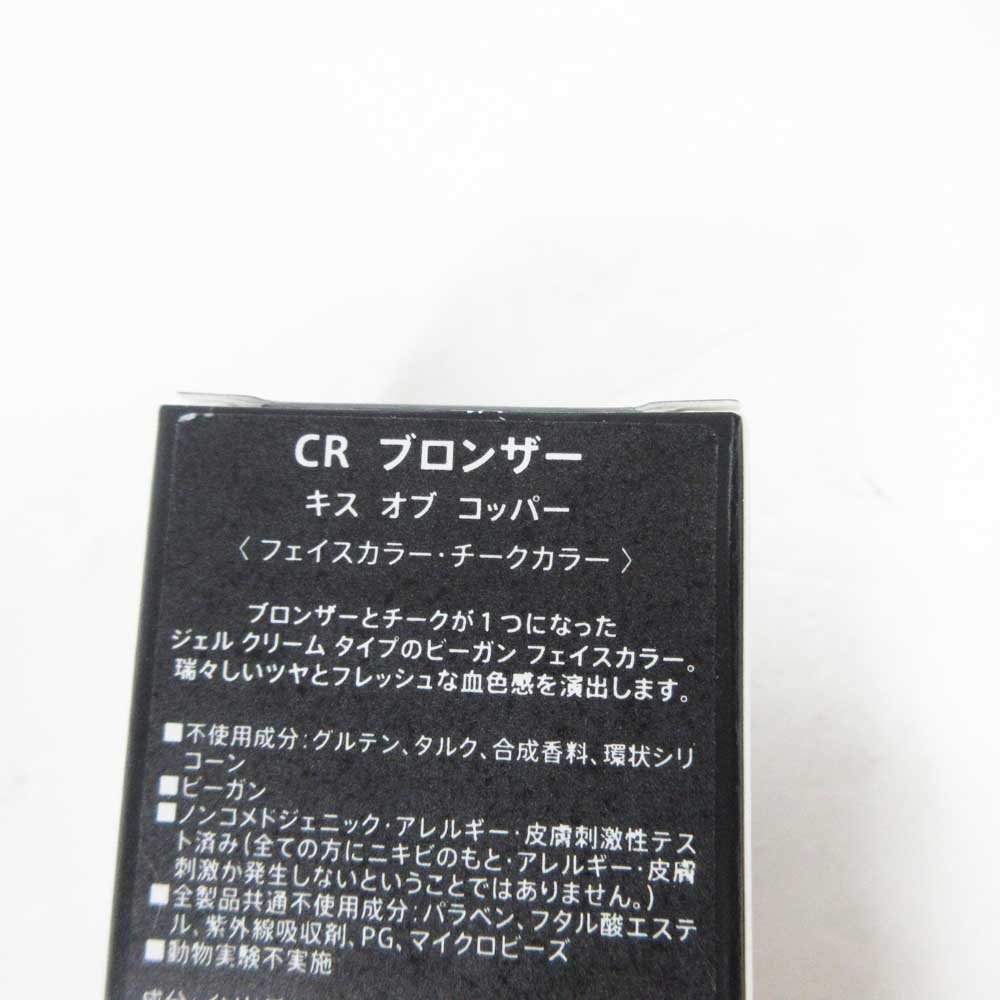 CR ブロンザー
キス オブ コッパー
〈 フェイスカラー・チークカラー 〉
ブロンザーとチークが1つになった
ジェル クリーム タイプのビーガン フェイスカラー。
瑞々しいツヤとフレッシュな血色感を演出します。
■不使用成分:グルテン、タルク、合成香料、環状シリ
コーン
■ビーガン
■ノンコメドジェニック・アレルギー・皮膚刺激性テス
ト済み(全ての方にニキビのもと・アレルギー・皮膚
刺激が発生しないということではありません。)
■全製品共通不使用成分:パラベン、フタル酸エステ
ル、紫外線吸収剤、PG、マイクロビーズ
■動物実験不実施